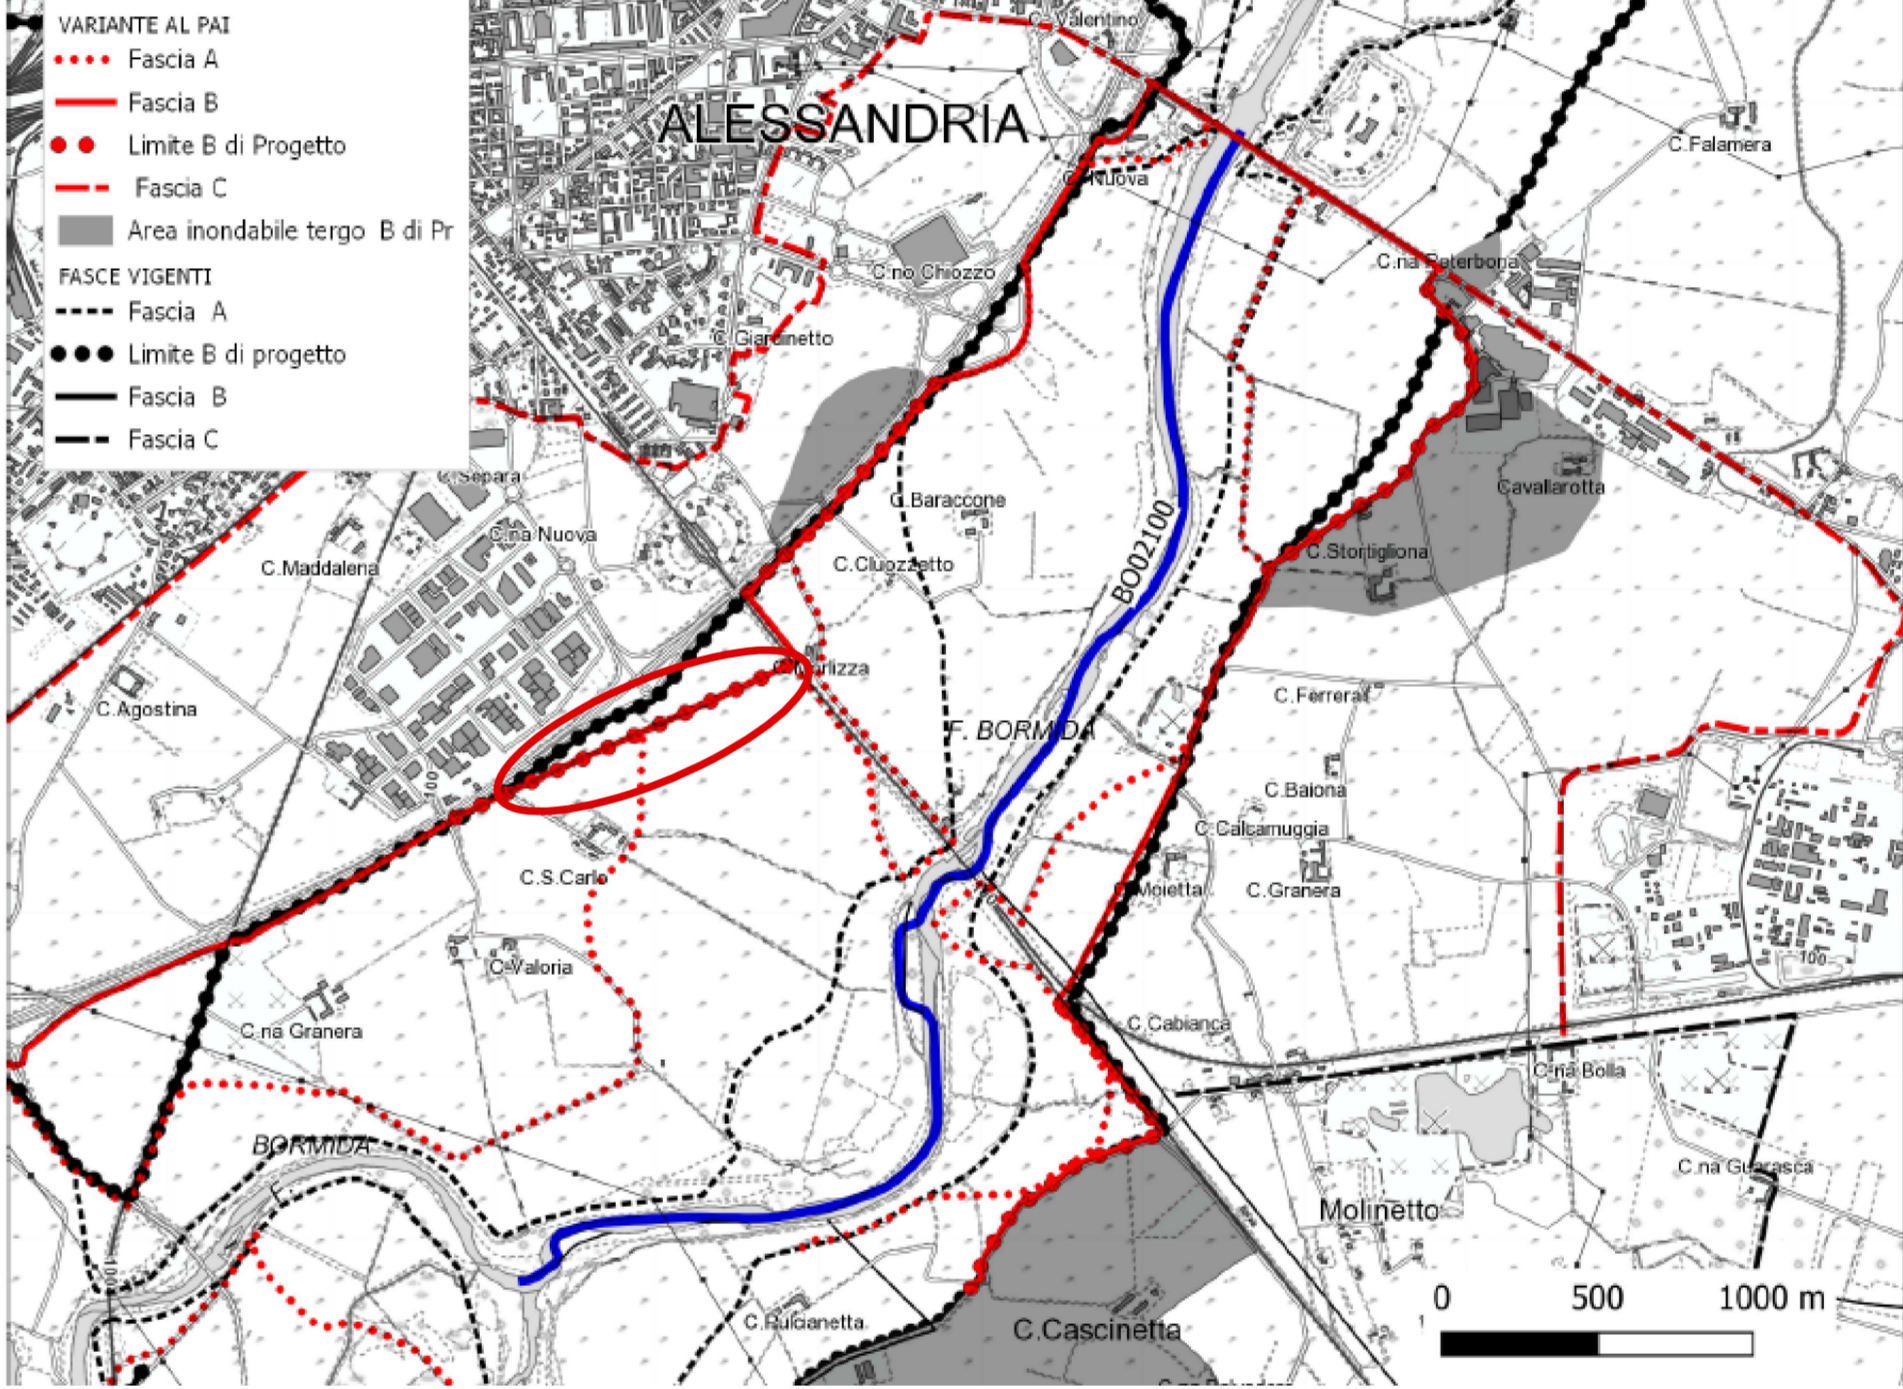 VARIANTE AL PAI
Fascia A
Fascia B
Limite B di Progetto
Fascia C
Area inondabile tergo B di Pr
FASCE VIGENTI
Fascia A
Limite B di progetto
Fascia B
Fascia C
C. Valentino
ALESSANDRIA
C.Falamera
C. Nuova
C.no Chiozzo
C.na Peterbona
C.Giardinetto
C.Separa
C.Baraccone
Cavallarotta
C.na Nuova
BO02100
C.Stortigliona
C.Maddalena
C.Cluozzetto
C.Agostina
C.Ferrera
F. BORMIDA
100
C.Baiona
C.Calcamuggia
C.S.Carlo
C.Moietta
C.Granera
C.Valoria
100
C.na Granera
C.Cabianca
C.na Bolla
BORMIDA
C.na Guarasca
Molinetto
100
0 500 1000 m
C.Pulcianetta
C.Cascinetta